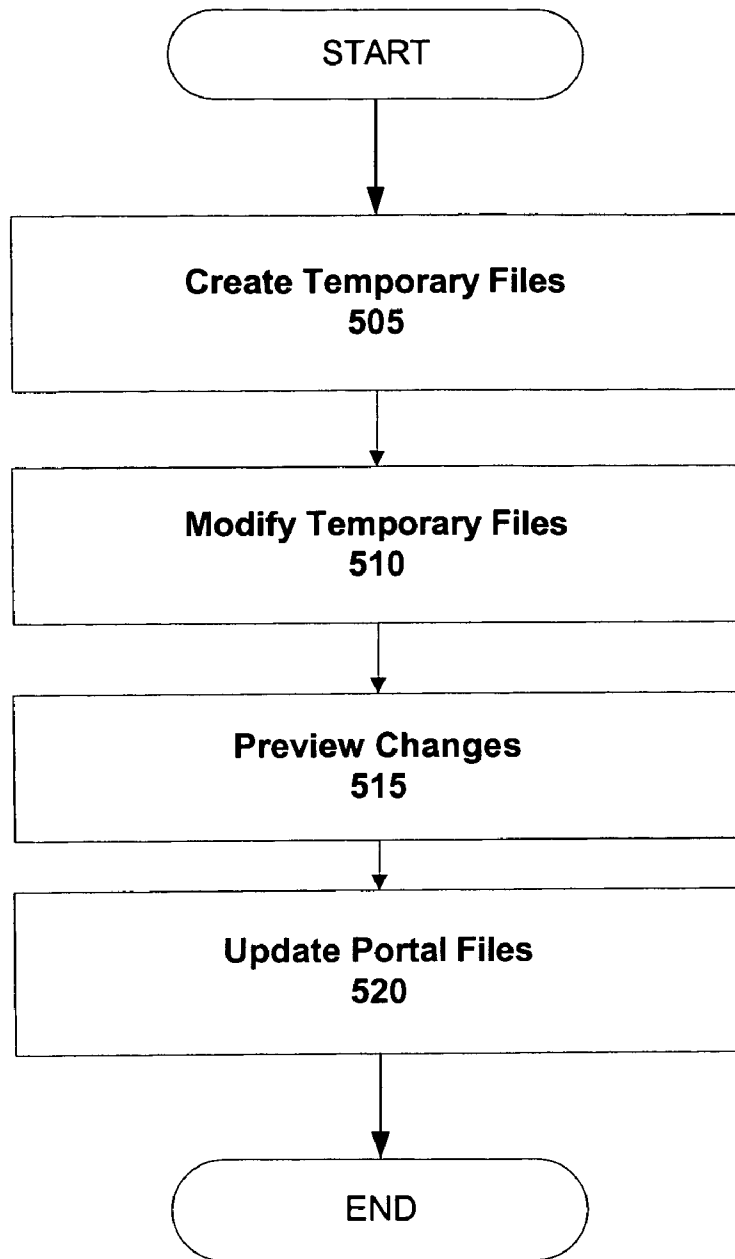 START
Create Temporary Files
505
Modify Temporary Files
510
Preview Changes
515
Update Portal Files
520
END